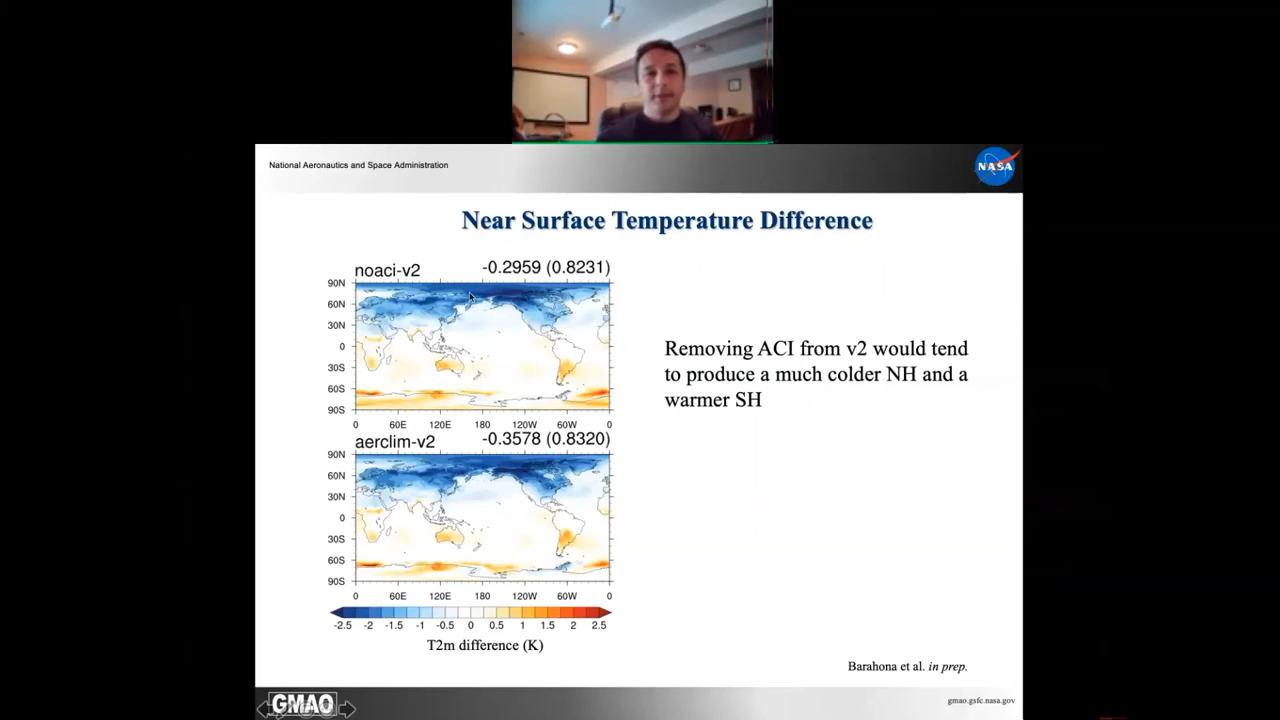 National Aeronautics and Space Administration
NASA
Near Surface Temperature Difference
noaci-v2 -0.2959 (0.8231)
90N
60N
30N
0
30S
60S
90S
0 60E 120E 180 120W 60W 0
aerclim-v2 -0.3578 (0.8320)
90N
60N
30N
0
30S
60S
90S
0 60E 120E 180 120W 60W 0
-2.5 -2 -1.5 -1 -0.5 0 0.5 1 1.5 2 2.5
T2m difference (K)
Removing ACI from v2 would tend
to produce a much colder NH and a
warmer SH
Barahona et al. in prep.
GMAO
gmao.gsfc.nasa.gov